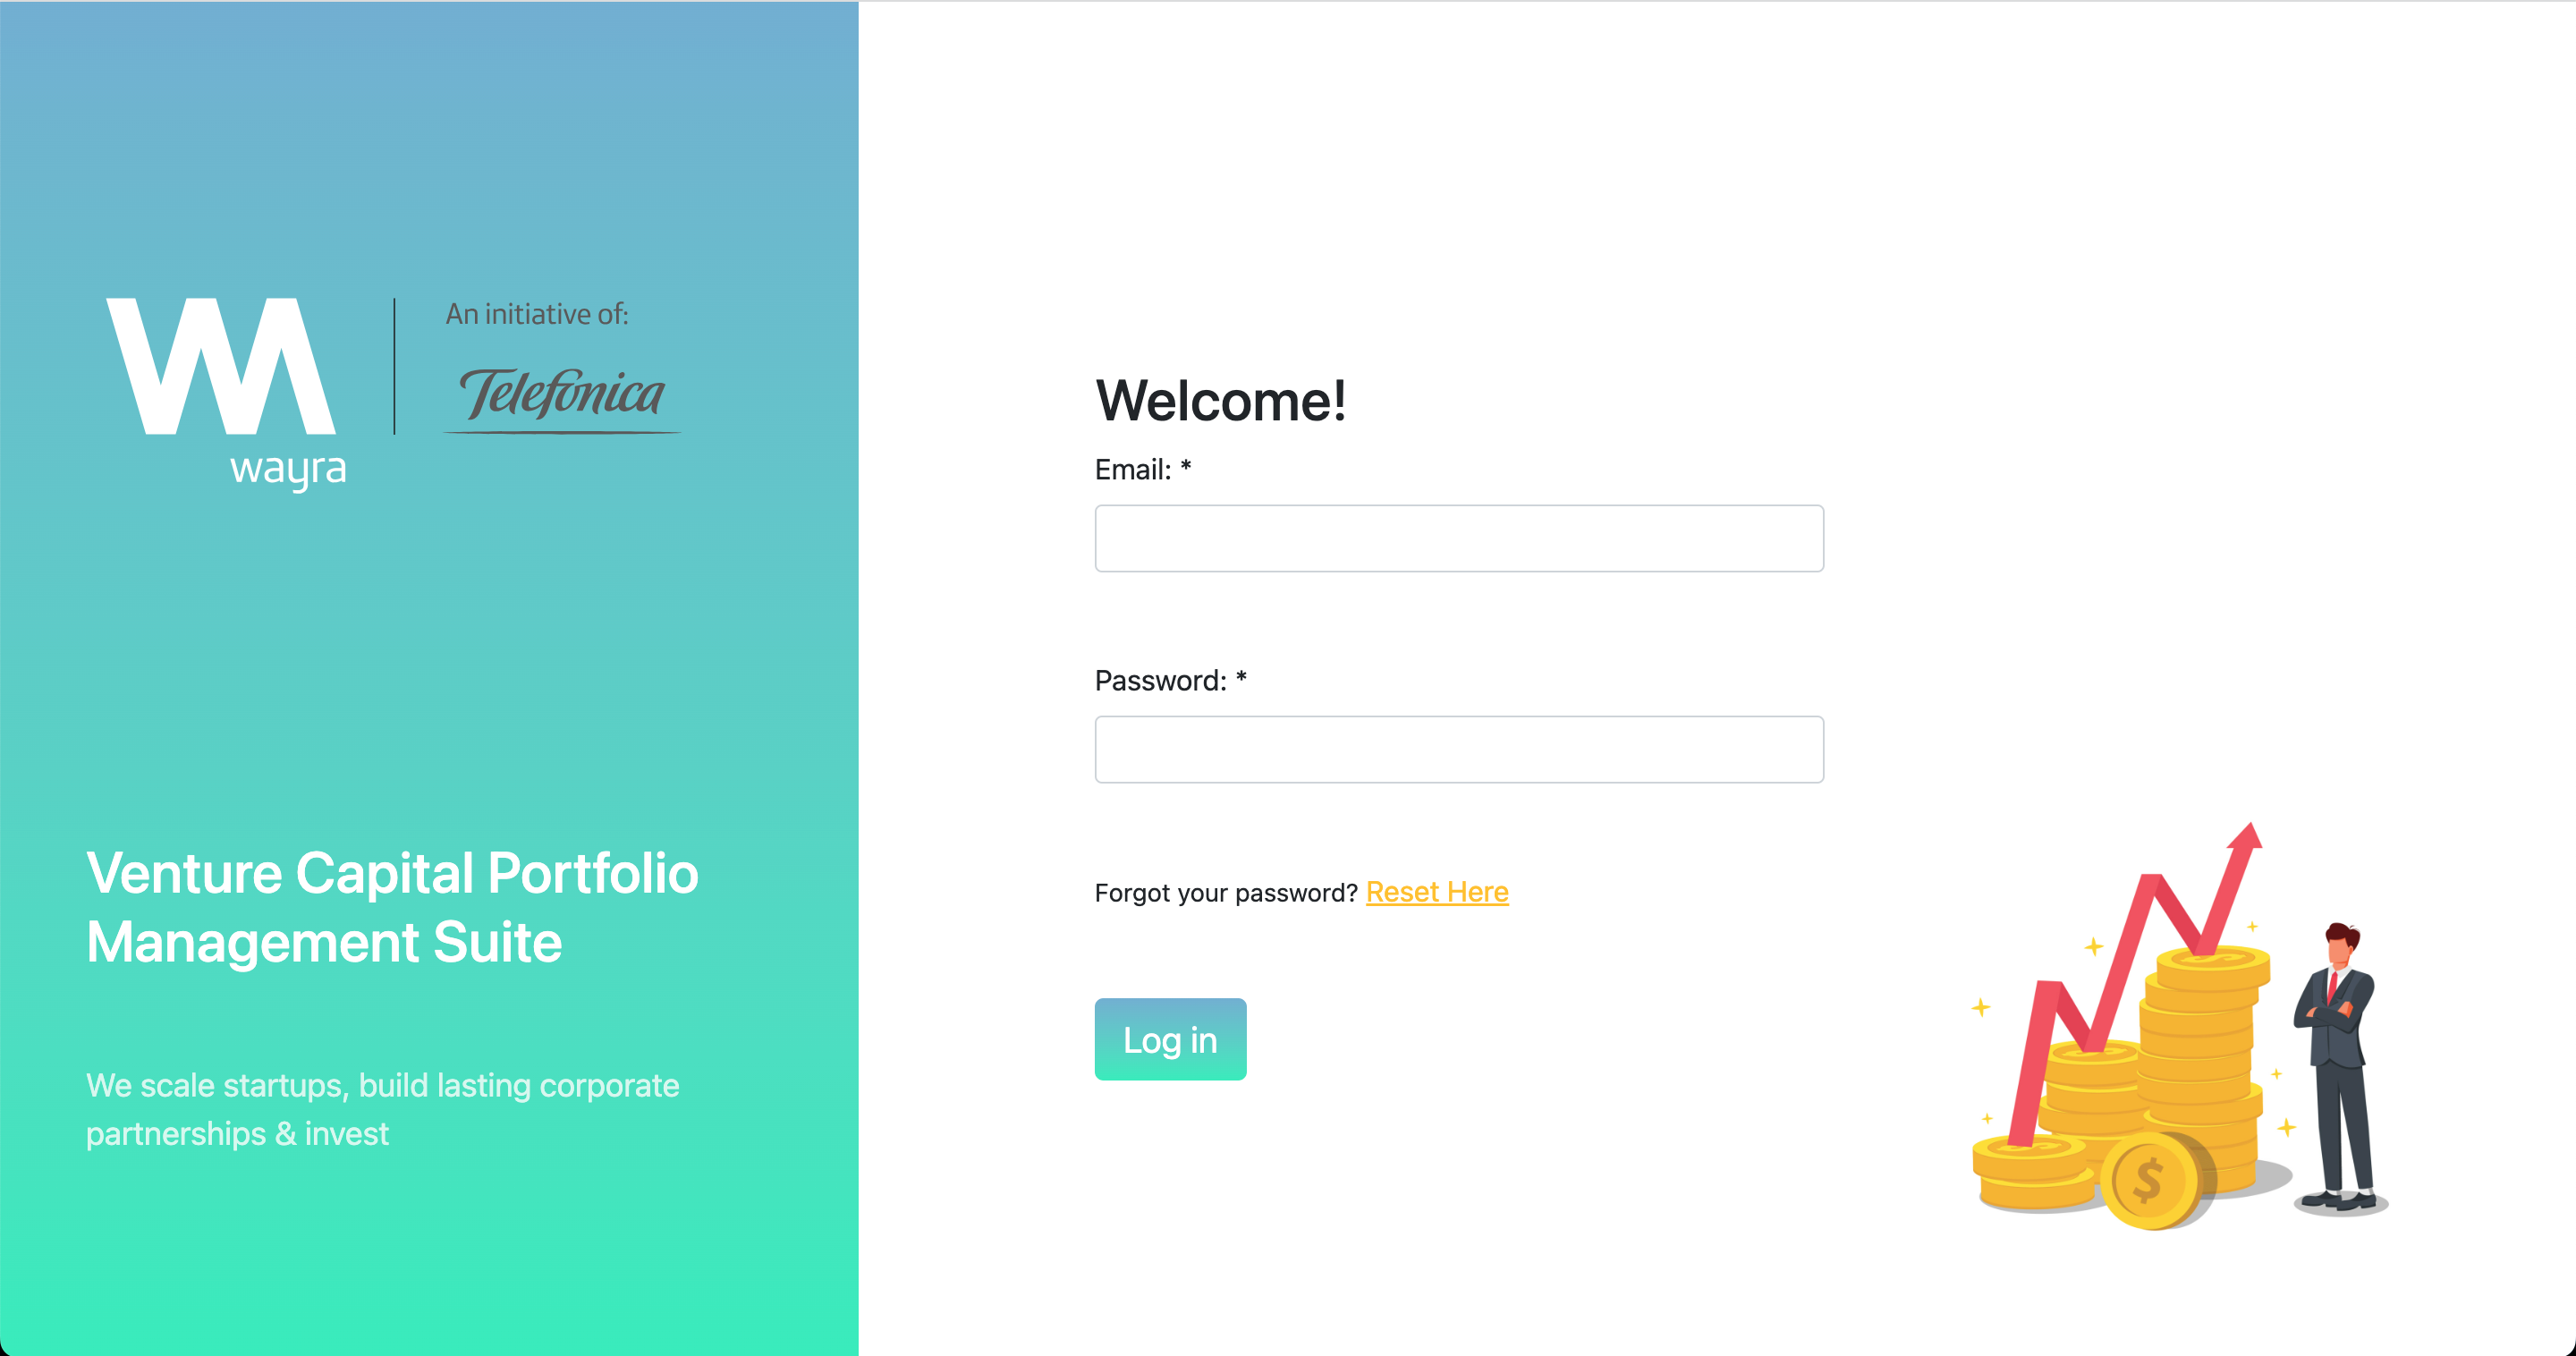 An initiative of:
Telefónica
wayra
Venture Capital Portfolio
Management Suite
We scale startups, build lasting corporate
partnerships & invest
Welcome!
Email: *
Password: *
Forgot your password? Reset Here
Log in
$